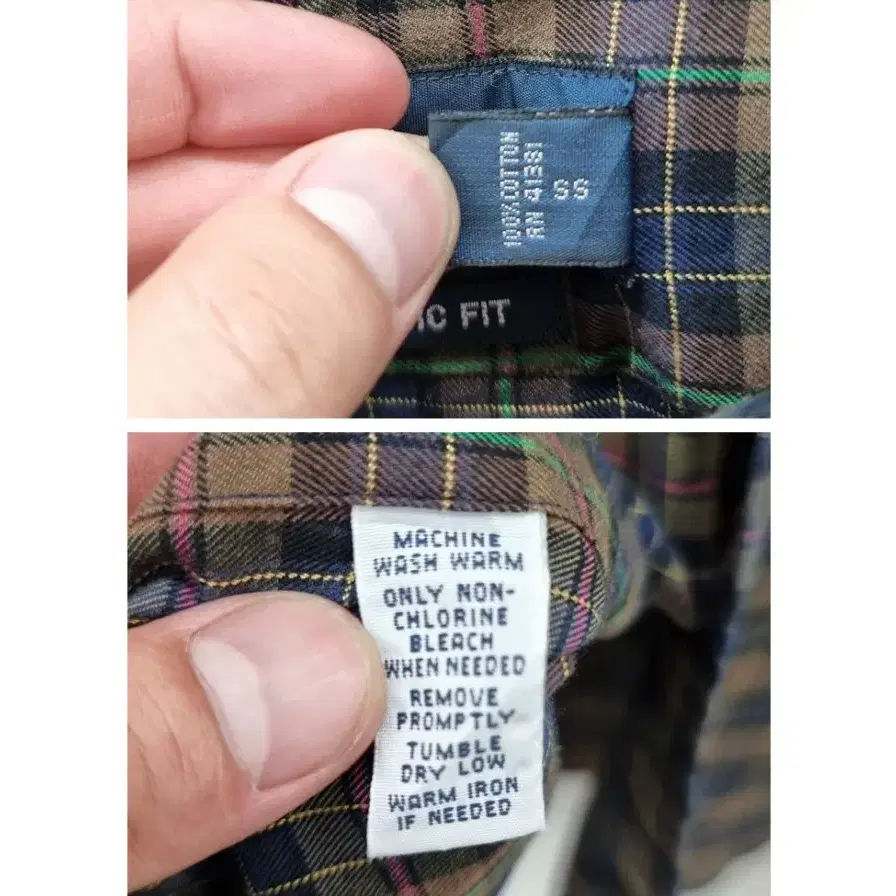 100% COTTON
RN 41381
SS
IC FIT
MACHINE
WASH WARM
ONLY NON-
CHLORINE
BLEACH
WHEN NEEDED
REMOVE
PROMPTLY
TUMBLE
DRY LOW
WARM IRON
IF NEEDED